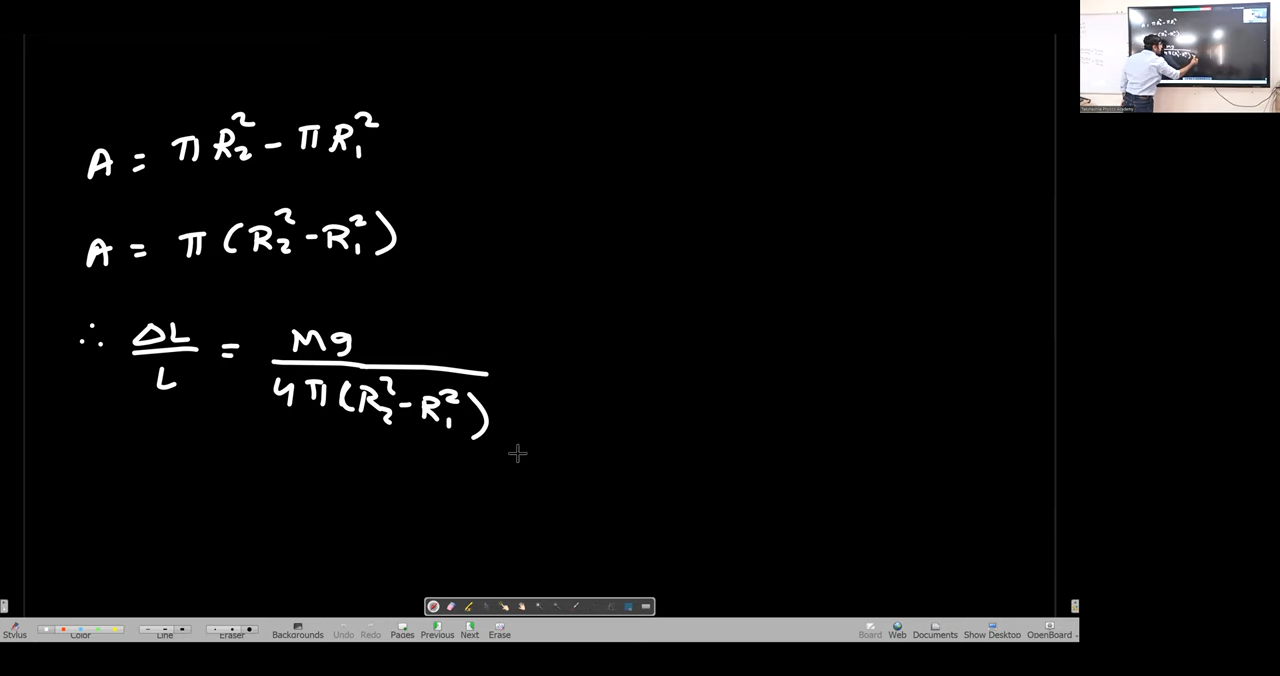 A = πR₂² - πR₁²
A = π(R₂² - R₁²)
∴ ΔL/L = Mg/4π(R₂² - R₁²)
Stylus Color Line Eraser Backgrounds Undo Redo Pages Previous Next Erase Board Web Documents Show Desktop OpenBoard